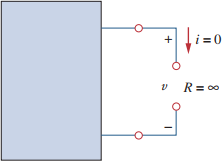 +
i = 0
v
R = ∞
−